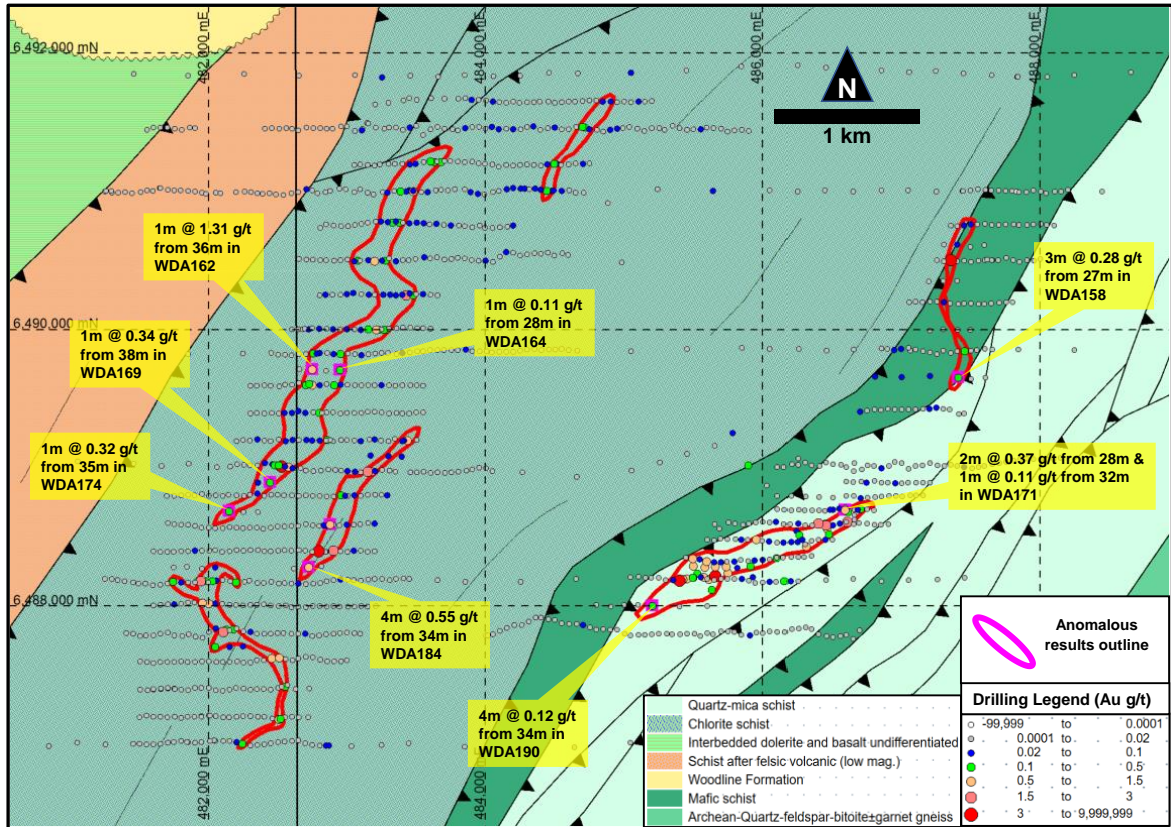 482,000 mE
484,000 mE
486,000 mE
488,000 mE
6,492,000 mN
N
1 km
1m @ 1.31 g/t
from 36m in
WDA162
3m @ 0.28 g/t
from 27m in
WDA158
1m @ 0.11 g/t
from 28m in
WDA164
6,490,000 mN
1m @ 0.34 g/t
from 38m in
WDA169
1m @ 0.32 g/t
from 35m in
WDA174
2m @ 0.37 g/t from 28m &
1m @ 0.11 g/t from 32m
in WDA171
6,488,000 mN
4m @ 0.55 g/t
from 34m in
WDA184
4m @ 0.12 g/t
from 34m in
WDA190
482,000 mE
484,000 mE
Quartz-mica schist
Chlorite schist
Interbedded dolerite and basalt undifferentiated
Schist after felsic volcanic (low mag.)
Woodline Formation
Mafic schist
Archean-Quartz-feldspar-bitoite±garnet gneiss
Anomalous
results outline
Drilling Legend (Au g/t)
-99,999 to 0.0001
0.0001 to 0.02
0.02 to 0.1
0.1 to 0.5
0.5 to 1.5
1.5 to 3
3 to 9,999,999